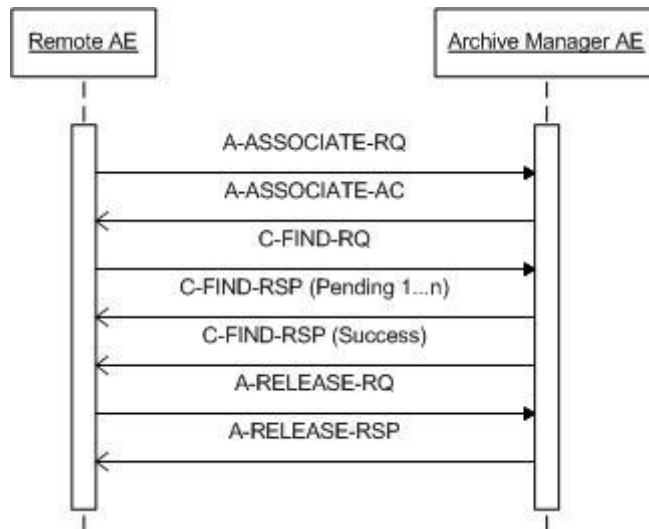 Remote AE
Archive Manager AE
A-ASSOCIATE-RQ
A-ASSOCIATE-AC
C-FIND-RQ
C-FIND-RSP (Pending 1...n)
C-FIND-RSP (Success)
A-RELEASE-RQ
A-RELEASE-RSP